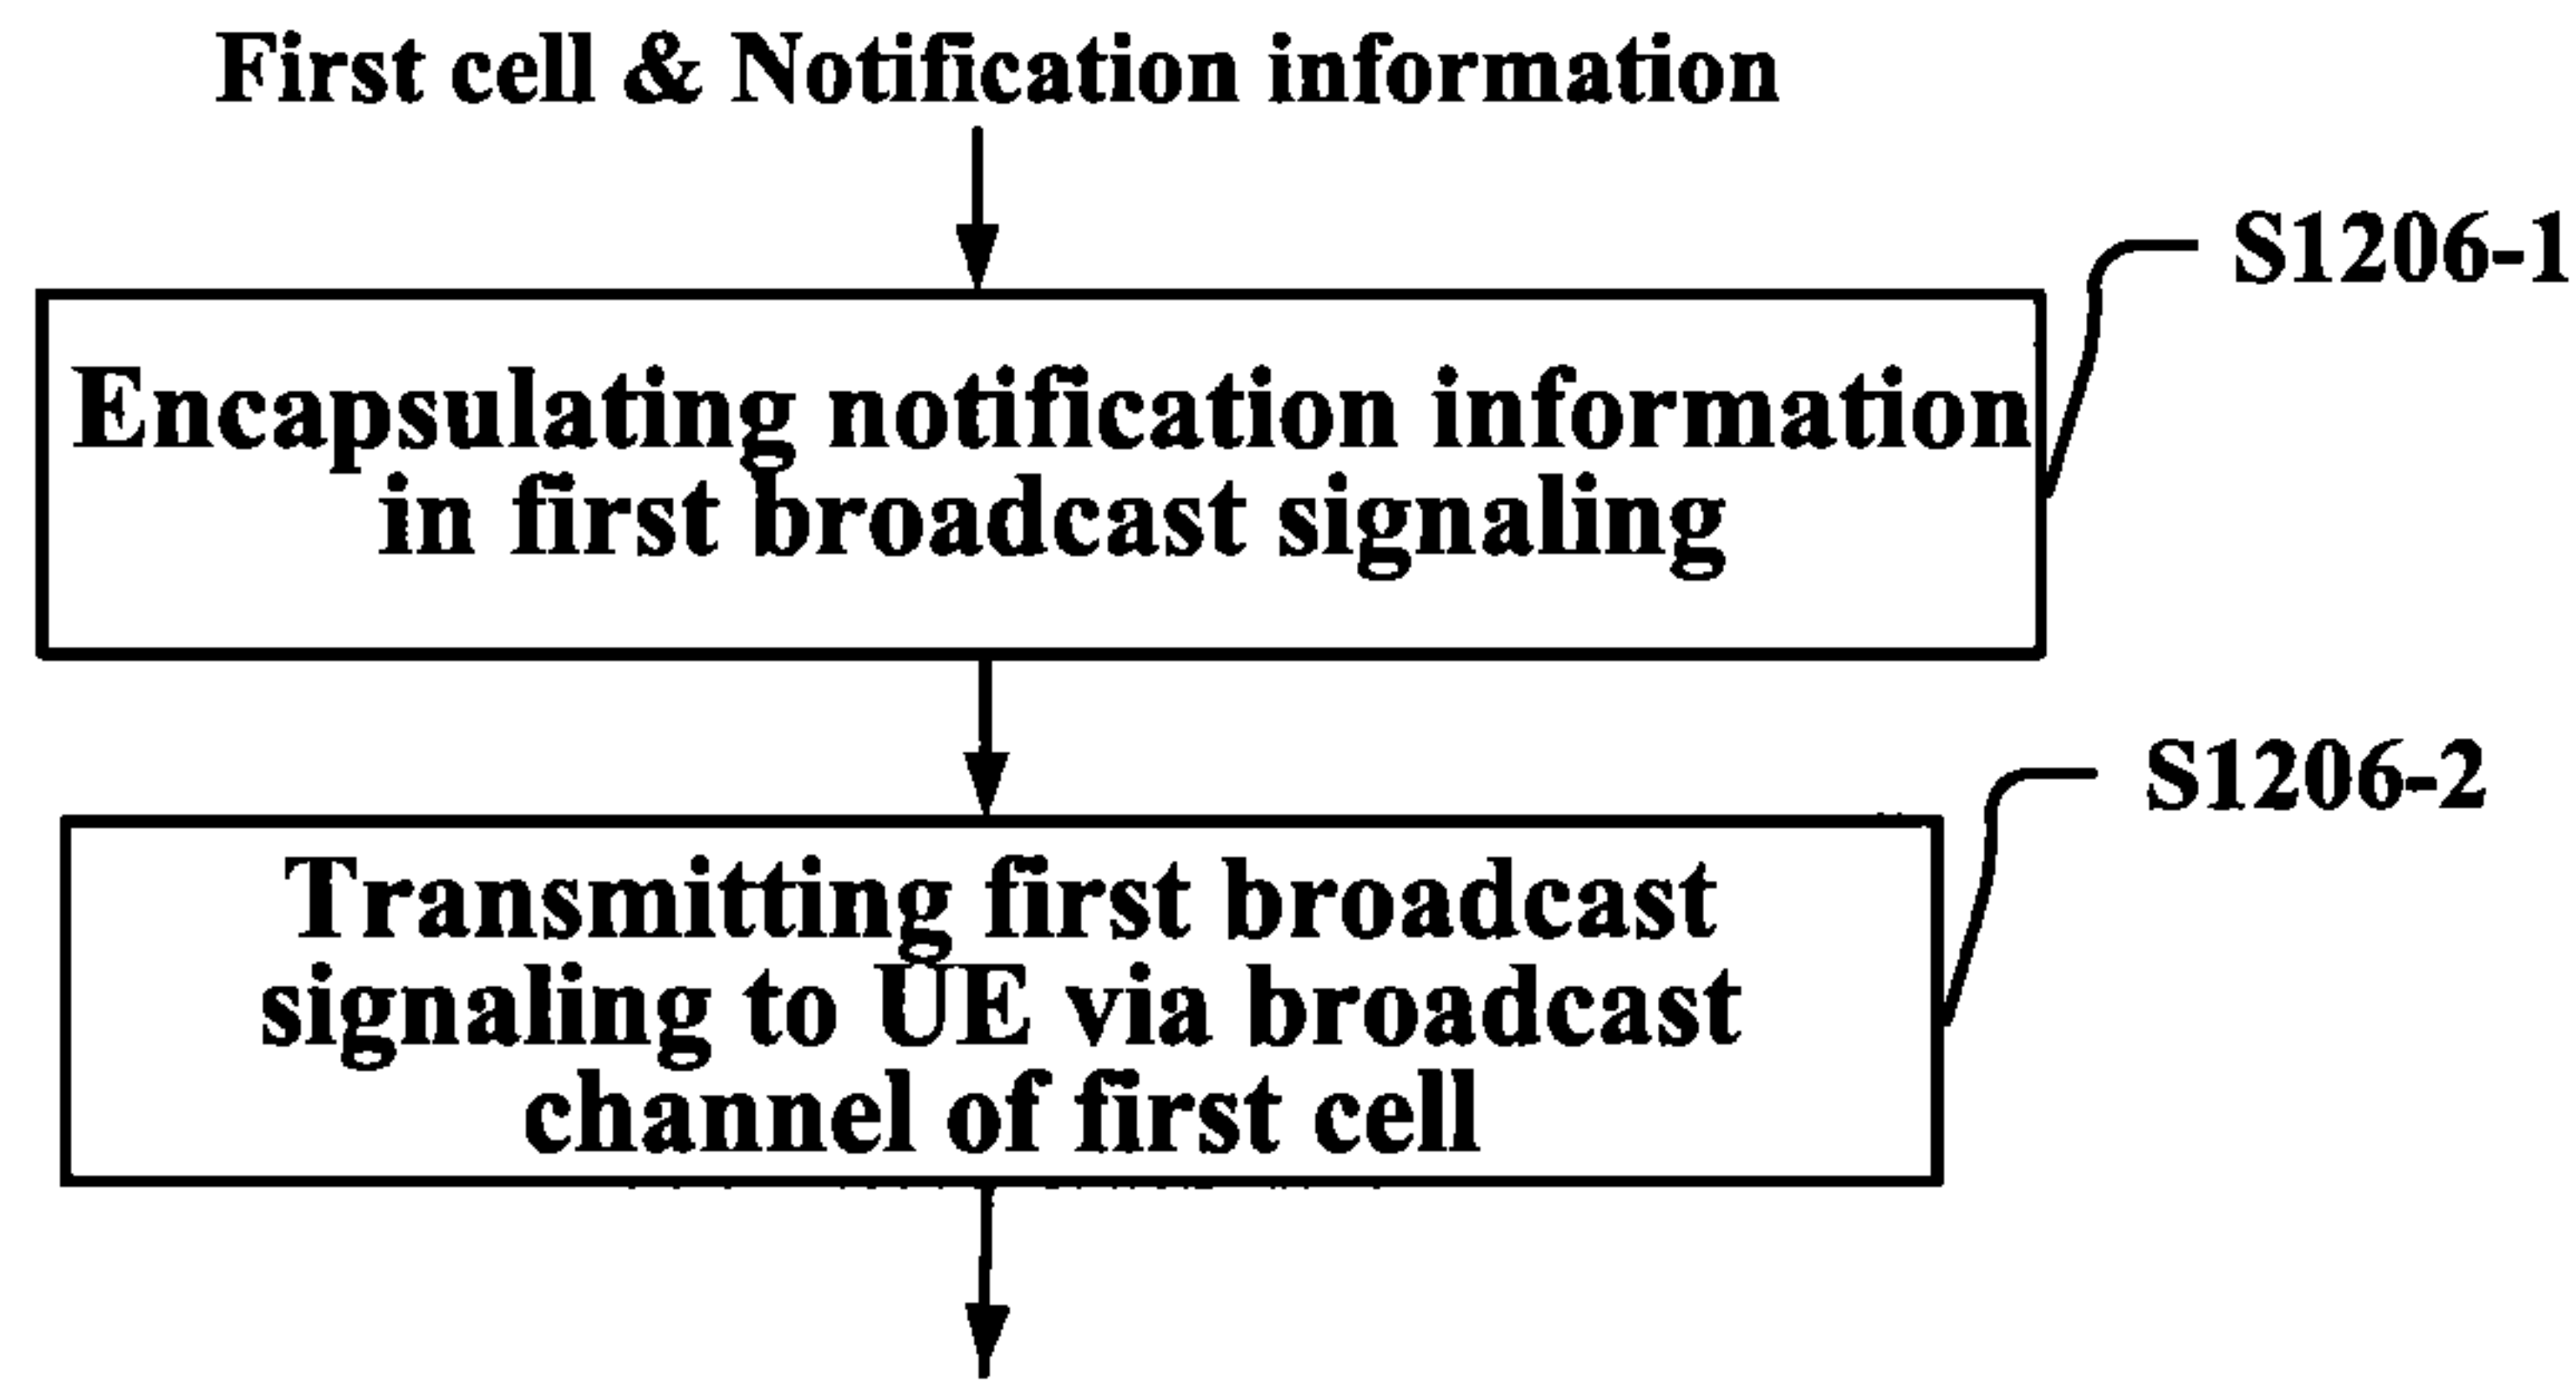 First cell & Notification information
S1206-1
Encapsulating notification information
in first broadcast signaling
S1206-2
Transmitting first broadcast
signaling to UE via broadcast
channel of first cell